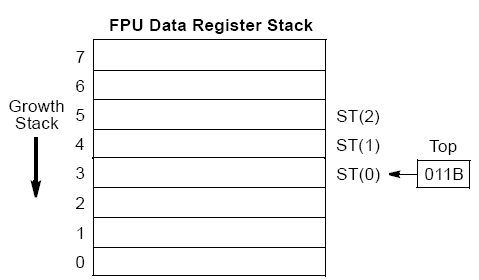 FPU Data Register Stack
7
6
Growth
Stack
5
ST(2)
4
ST(1)
Top
3
ST(0)
011B
2
1
0